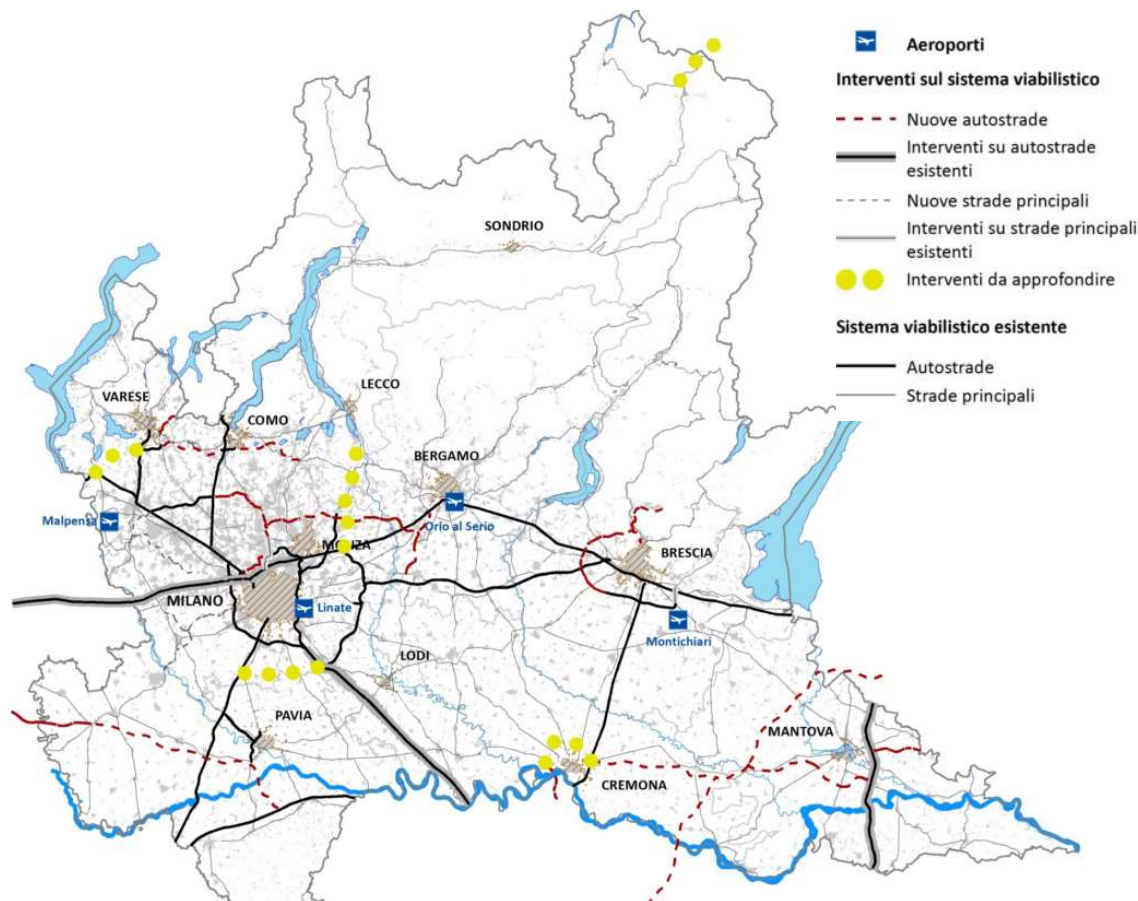 Aeroporti
Interventi sul sistema viabilistico
Nuove autostrade
Interventi su autostrade
esistenti
Nuove strade principali
Interventi su strade principali
esistenti
Interventi da approfondire
Sistema viabilistico esistente
Autostrade
Strade principali
SONDRIO
LECCO
VARESE
COMO
BERGAMO
Malpensa
Orio al Serio
MONZA
BRESCIA
MILANO
Linate
Montichiari
LODI
PAVIA
MANTOVA
CREMONA